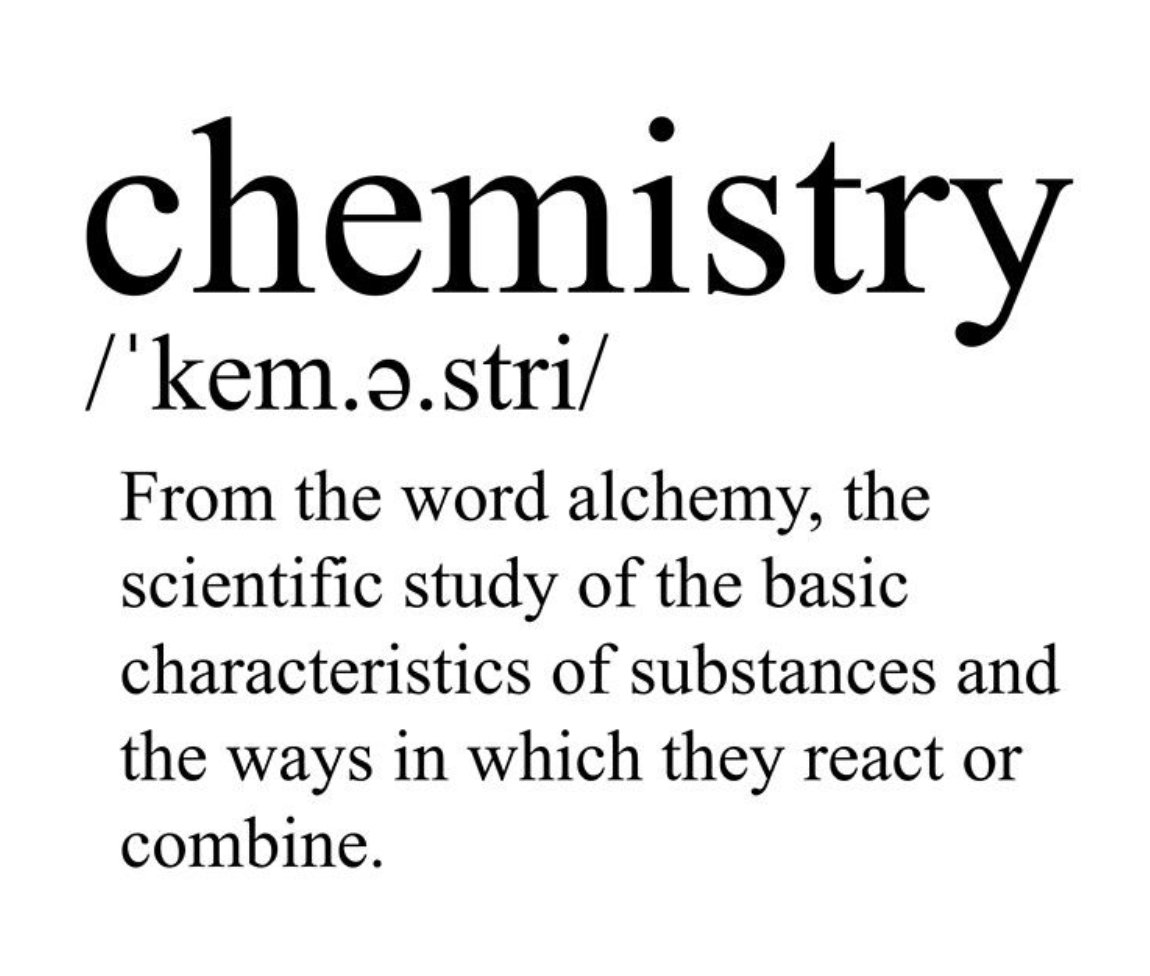 chemistry
/ˈkem.ə.stri/
From the word alchemy, the
scientific study of the basic
characteristics of substances and
the ways in which they react or
combine.